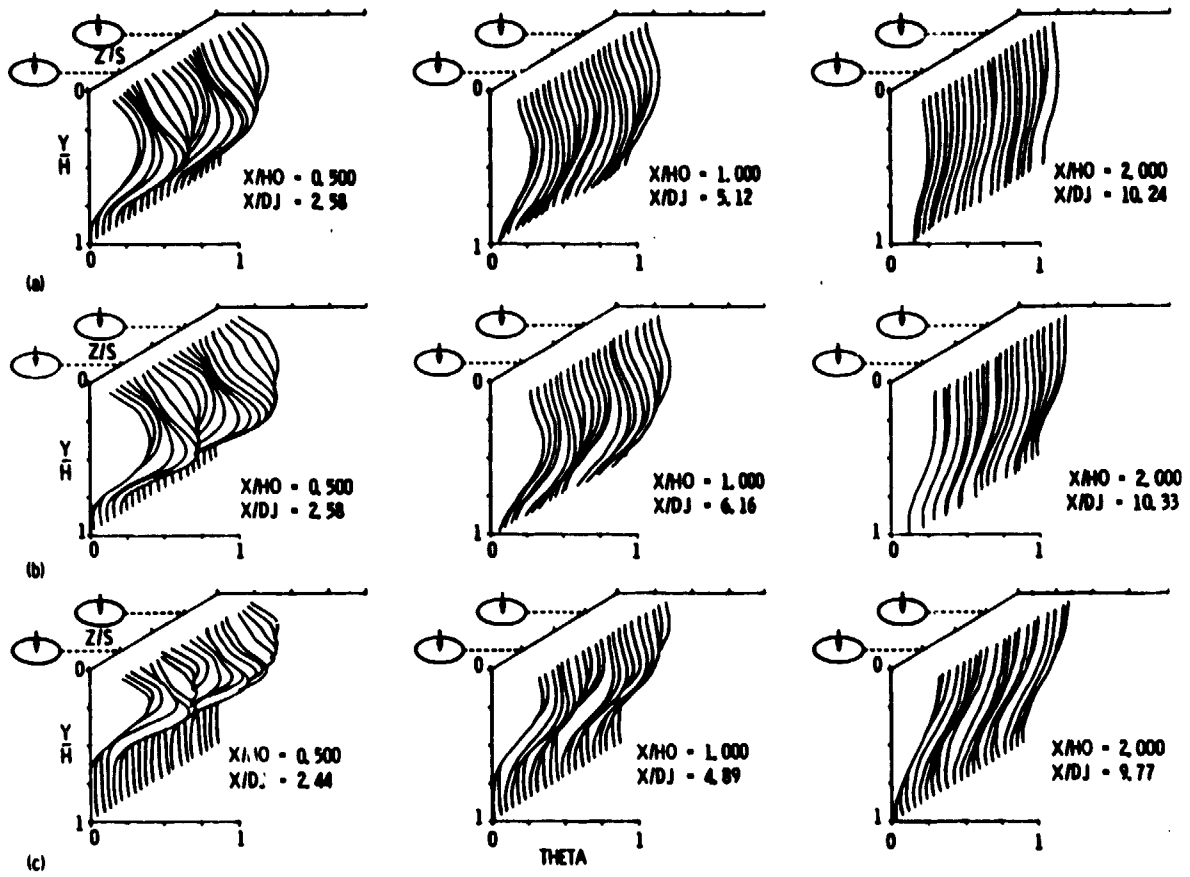 Z/S
0
Y
H
X/HO = 0.500
X/DJ = 2.58
1
0
1
0
X/HO = 1.000
X/DJ = 5.12
1
0
1
0
X/HO = 2.000
X/DJ = 10.24
1
0
1
(a)
Z/S
0
Y
H
X/HO = 0.500
X/DJ = 2.58
1
0
1
0
X/HO = 1.000
X/DJ = 6.16
1
0
1
0
X/HO = 2.000
X/DJ = 10.33
1
0
1
(b)
Z/S
0
Y
H
X/HO = 0.500
= 2.44
1
0
1
0
X/HO = 1.000
X/DJ = 4.89
1
0
1
THETA
0
X/HO = 2.000
X/DJ = 9.77
1
0
1
(c)